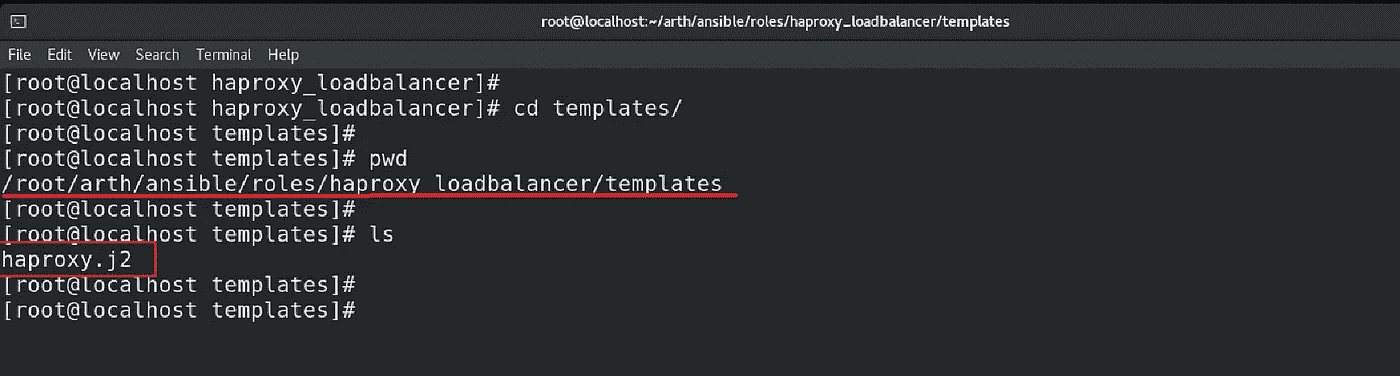 root@localhost:~/arth/ansible/roles/haproxy_loadbalancer/templates
File Edit View Search Terminal Help
[root@localhost haproxy_loadbalancer]#
[root@localhost haproxy_loadbalancer]# cd templates/
[root@localhost templates]#
[root@localhost templates]# pwd
/root/arth/ansible/roles/haproxy_loadbalancer/templates
[root@localhost templates]#
[root@localhost templates]# ls
haproxy.j2
[root@localhost templates]#
[root@localhost templates]#